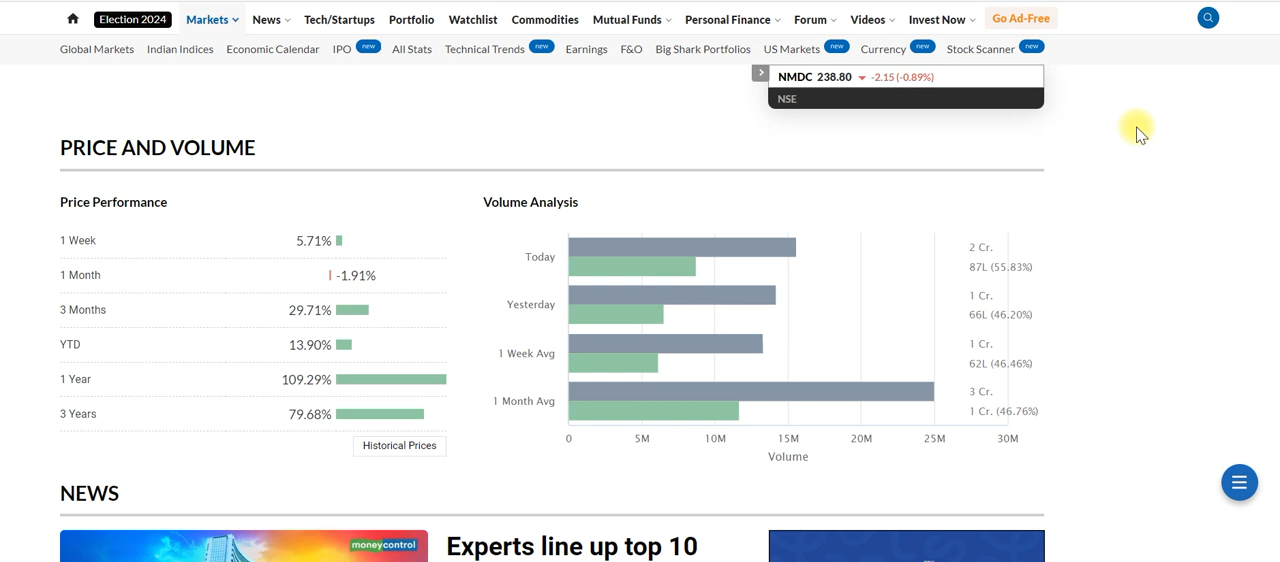 Election 2024 Markets News Tech/Startups Portfolio Watchlist Commodities Mutual Funds Personal Finance Forum Videos Invest Now Go Ad-Free
Global Markets Indian Indices Economic Calendar IPO new All Stats Technical Trends new Earnings F&O Big Shark Portfolios US Markets new Currency new Stock Scanner new
NMDC 238.80 -2.15 (-0.89%)
NSE
PRICE AND VOLUME
Price Performance
1 Week 5.71%
1 Month -1.91%
3 Months 29.71%
YTD 13.90%
1 Year 109.29%
3 Years 79.68%
Historical Prices
Volume Analysis
Today 2 Cr.
87L (55.83%)
Yesterday 1 Cr.
66L (46.20%)
1 Week Avg 1 Cr.
62L (46.46%)
1 Month Avg 3 Cr.
1 Cr. (46.76%)
0 5M 10M 15M 20M 25M 30M
Volume
NEWS
moneycontrol
Experts line up top 10